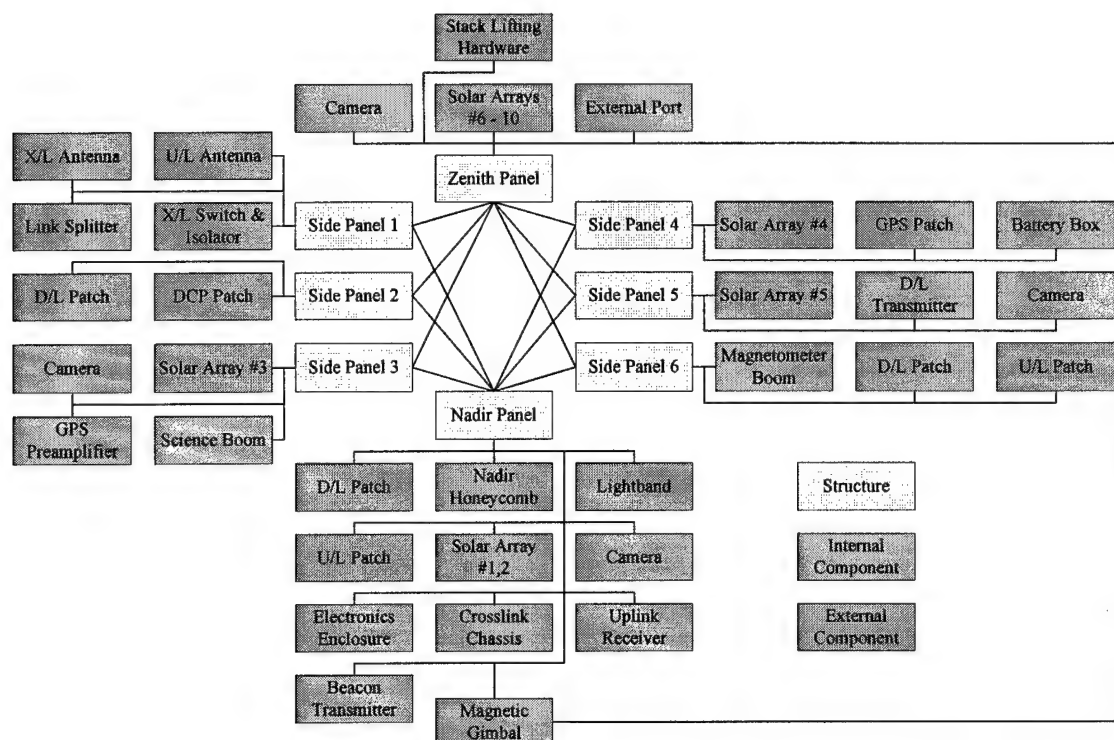 Stack Lifting
Hardware
Camera
Solar Arrays
#6 - 10
External Port
X/L Antenna
U/L Antenna
Zenith Panel
Link Splitter
X/L Switch &
Isolator
Side Panel 1
Side Panel 4
Solar Array #4
GPS Patch
Battery Box
D/L Patch
DCP Patch
Side Panel 2
Side Panel 5
Solar Array #5
D/L
Transmitter
Camera
Camera
Solar Array #3
Side Panel 3
Side Panel 6
Magnetometer
Boom
D/L Patch
U/L Patch
GPS
Preamplifier
Science Boom
Nadir Panel
D/L Patch
Nadir
Honeycomb
Lightband
Structure
U/L Patch
Solar Array
#1,2
Camera
Internal
Component
Electronics
Enclosure
Crosslink
Chassis
Uplink
Receiver
External
Component
Beacon
Transmitter
Magnetic
Gimbal